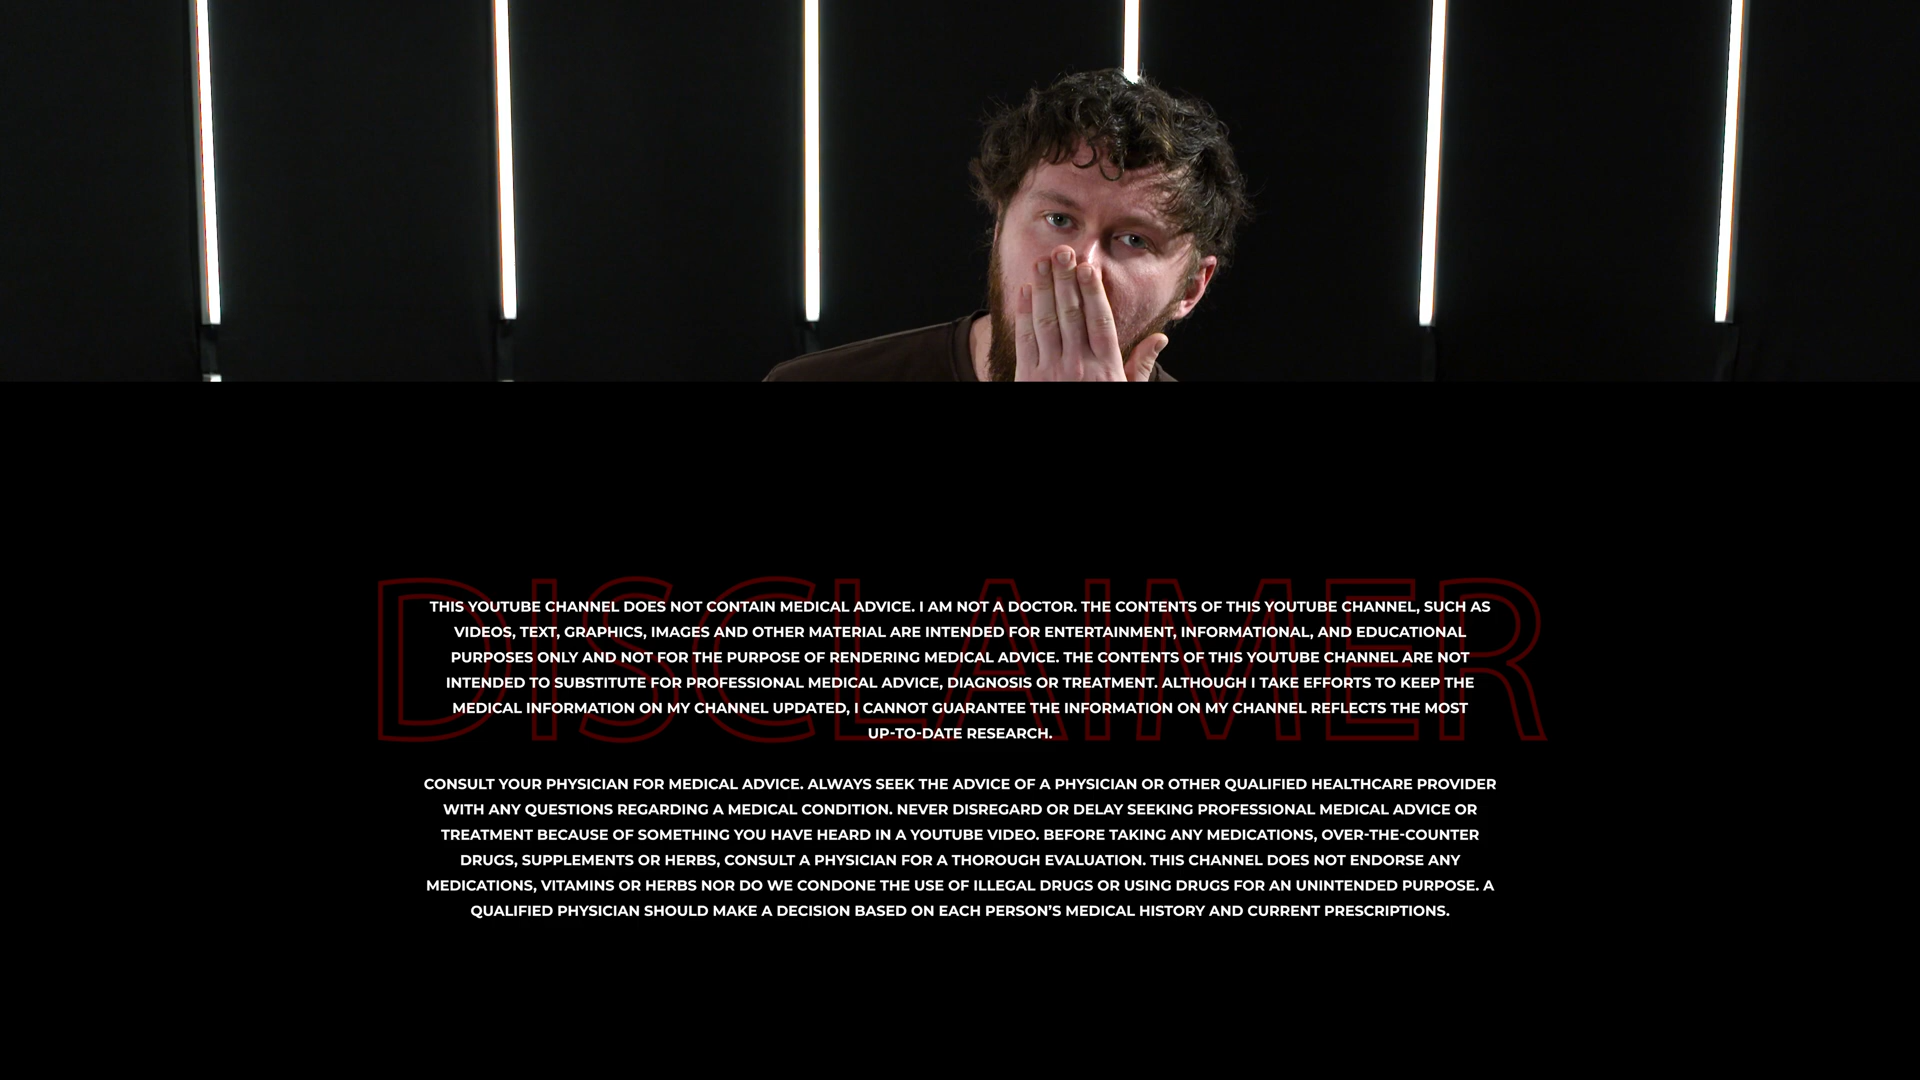 DISCLAIMER
THIS YOUTUBE CHANNEL DOES NOT CONTAIN MEDICAL ADVICE. I AM NOT A DOCTOR. THE CONTENTS OF THIS YOUTUBE CHANNEL, SUCH AS
VIDEOS, TEXT, GRAPHICS, IMAGES AND OTHER MATERIAL ARE INTENDED FOR ENTERTAINMENT, INFORMATIONAL, AND EDUCATIONAL
PURPOSES ONLY AND NOT FOR THE PURPOSE OF RENDERING MEDICAL ADVICE. THE CONTENTS OF THIS YOUTUBE CHANNEL ARE NOT
INTENDED TO SUBSTITUTE FOR PROFESSIONAL MEDICAL ADVICE, DIAGNOSIS OR TREATMENT. ALTHOUGH I TAKE EFFORTS TO KEEP THE
MEDICAL INFORMATION ON MY CHANNEL UPDATED, I CANNOT GUARANTEE THE INFORMATION ON MY CHANNEL REFLECTS THE MOST
UP-TO-DATE RESEARCH.
CONSULT YOUR PHYSICIAN FOR MEDICAL ADVICE. ALWAYS SEEK THE ADVICE OF A PHYSICIAN OR OTHER QUALIFIED HEALTHCARE PROVIDER
WITH ANY QUESTIONS REGARDING A MEDICAL CONDITION. NEVER DISREGARD OR DELAY SEEKING PROFESSIONAL MEDICAL ADVICE OR
TREATMENT BECAUSE OF SOMETHING YOU HAVE HEARD IN A YOUTUBE VIDEO. BEFORE TAKING ANY MEDICATIONS, OVER-THE-COUNTER
DRUGS, SUPPLEMENTS OR HERBS, CONSULT A PHYSICIAN FOR A THOROUGH EVALUATION. THIS CHANNEL DOES NOT ENDORSE ANY
MEDICATIONS, VITAMINS OR HERBS NOR DO WE CONDONE THE USE OF ILLEGAL DRUGS OR USING DRUGS FOR AN UNINTENDED PURPOSE. A
QUALIFIED PHYSICIAN SHOULD MAKE A DECISION BASED ON EACH PERSON’S MEDICAL HISTORY AND CURRENT PRESCRIPTIONS.